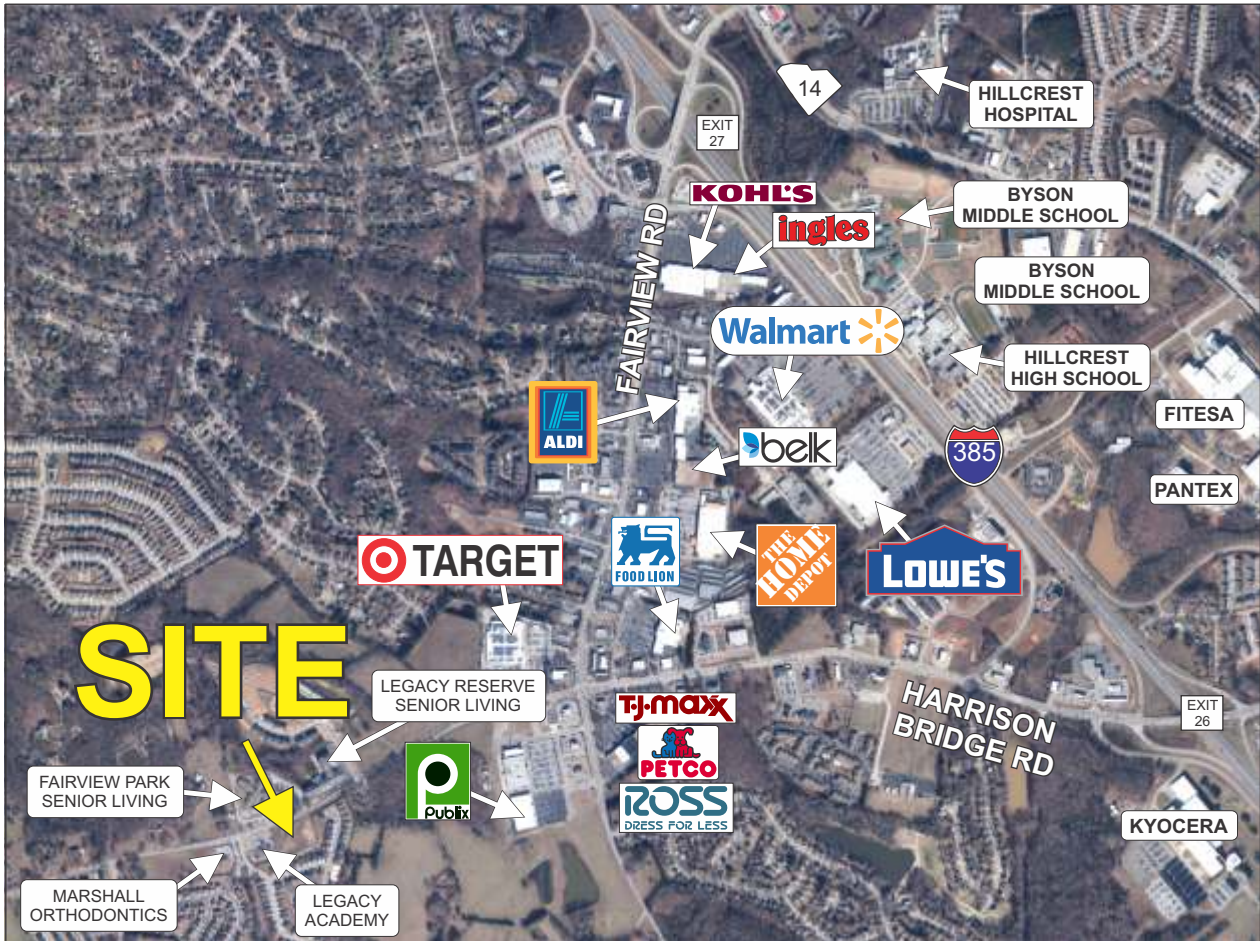 14
HILLCREST
HOSPITAL
EXIT
27
KOHL'S
BYSON
MIDDLE SCHOOL
ingles
FAIRVIEW RD
BYSON
MIDDLE SCHOOL
Walmart
HILLCREST
HIGH SCHOOL
ALDI
FITESA
belk
385
PANTEX
TARGET
FOOD LION
THE
HOME
DEPOT
LOWE'S
SITE
LEGACY RESERVE
SENIOR LIVING
T•J•maxx
HARRISON
BRIDGE RD
EXIT
26
PETCO
FAIRVIEW PARK
SENIOR LIVING
Publix
ROSS
DRESS FOR LESS
KYOCERA
MARSHALL
ORTHODONTICS
LEGACY
ACADEMY